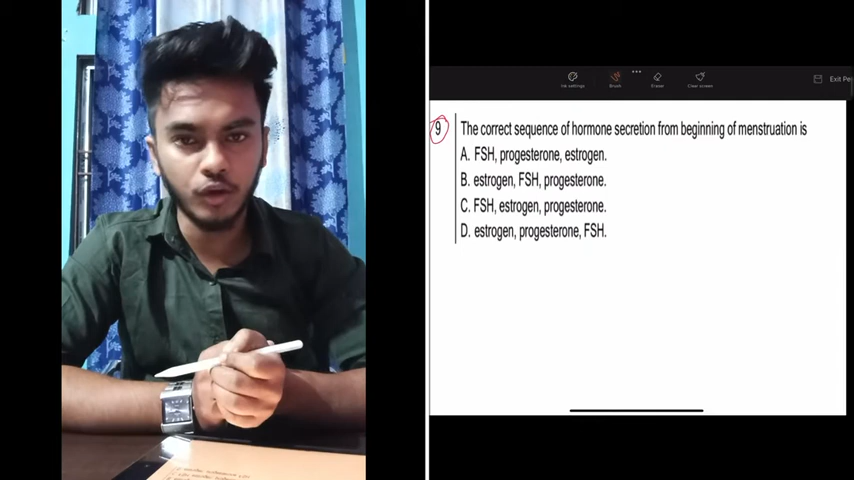 Ink settings
Brush
Eraser
Clear screen
Exit Pe
9
The correct sequence of hormone secretion from beginning of menstruation is
A. FSH, progesterone, estrogen.
B. estrogen, FSH, progesterone.
C. FSH, estrogen, progesterone.
D. estrogen, progesterone, FSH.